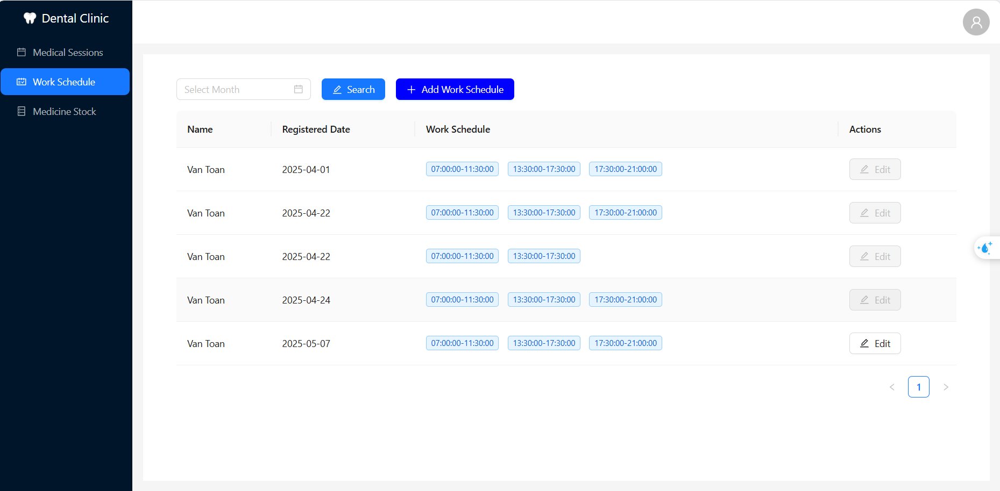 Dental Clinic
Medical Sessions
Work Schedule
Medicine Stock
Select Month Search Add Work Schedule
Name Registered Date Work Schedule Actions
Van Toan 2025-04-01 07:00:00-11:30:00 13:30:00-17:30:00 17:30:00-21:00:00 Edit
Van Toan 2025-04-22 07:00:00-11:30:00 13:30:00-17:30:00 17:30:00-21:00:00 Edit
Van Toan 2025-04-22 07:00:00-11:30:00 13:30:00-17:30:00 Edit
Van Toan 2025-04-24 07:00:00-11:30:00 13:30:00-17:30:00 17:30:00-21:00:00 Edit
Van Toan 2025-05-07 07:00:00-11:30:00 13:30:00-17:30:00 17:30:00-21:00:00 Edit
1